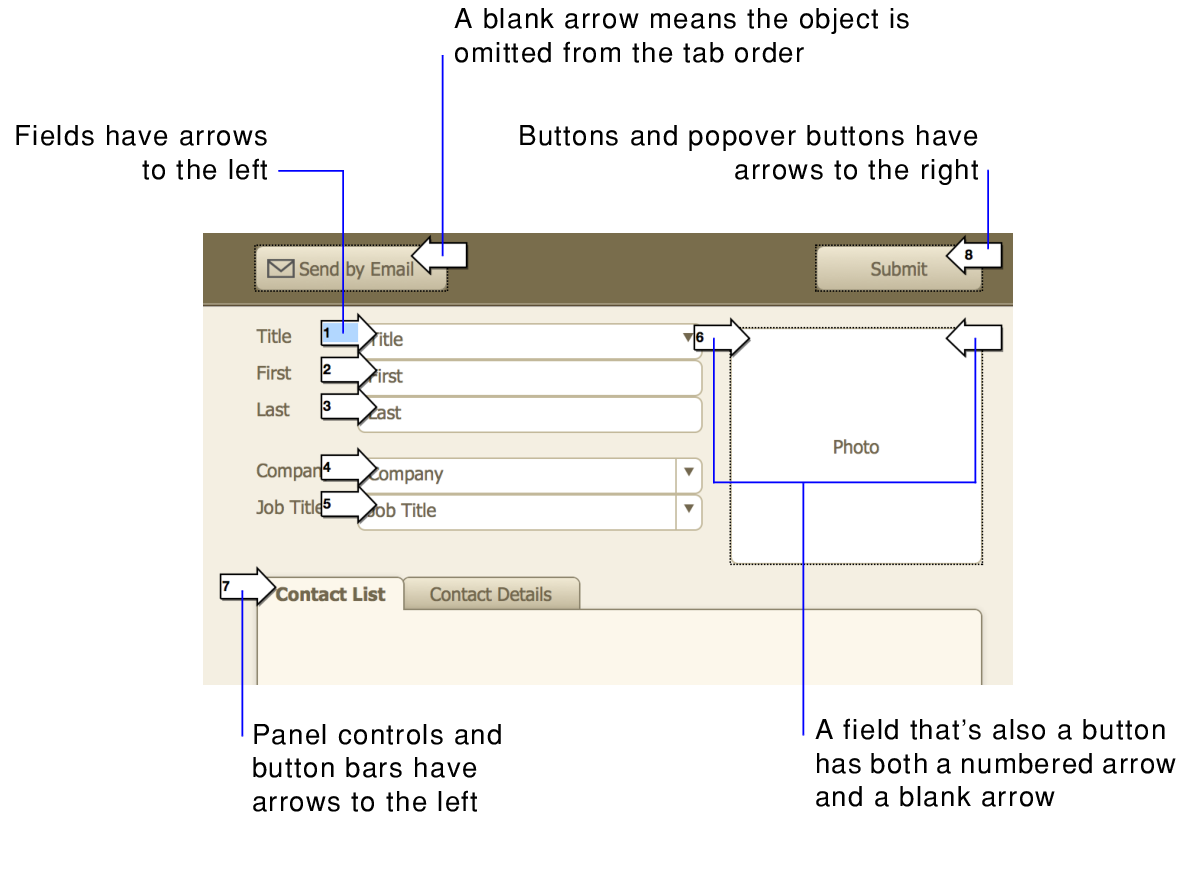 A blank arrow means the object is
omitted from the tab order
Fields have arrows
to the left
Buttons and popover buttons have
arrows to the right
Send by Email
Submit
8
Title
1
Title
6
First
2
First
Last
3
Last
Photo
Compan
4
Company
Job Title
5
Job Title
7
Contact List
Contact Details
Panel controls and
button bars have
arrows to the left
A field that's also a button
has both a numbered arrow
and a blank arrow